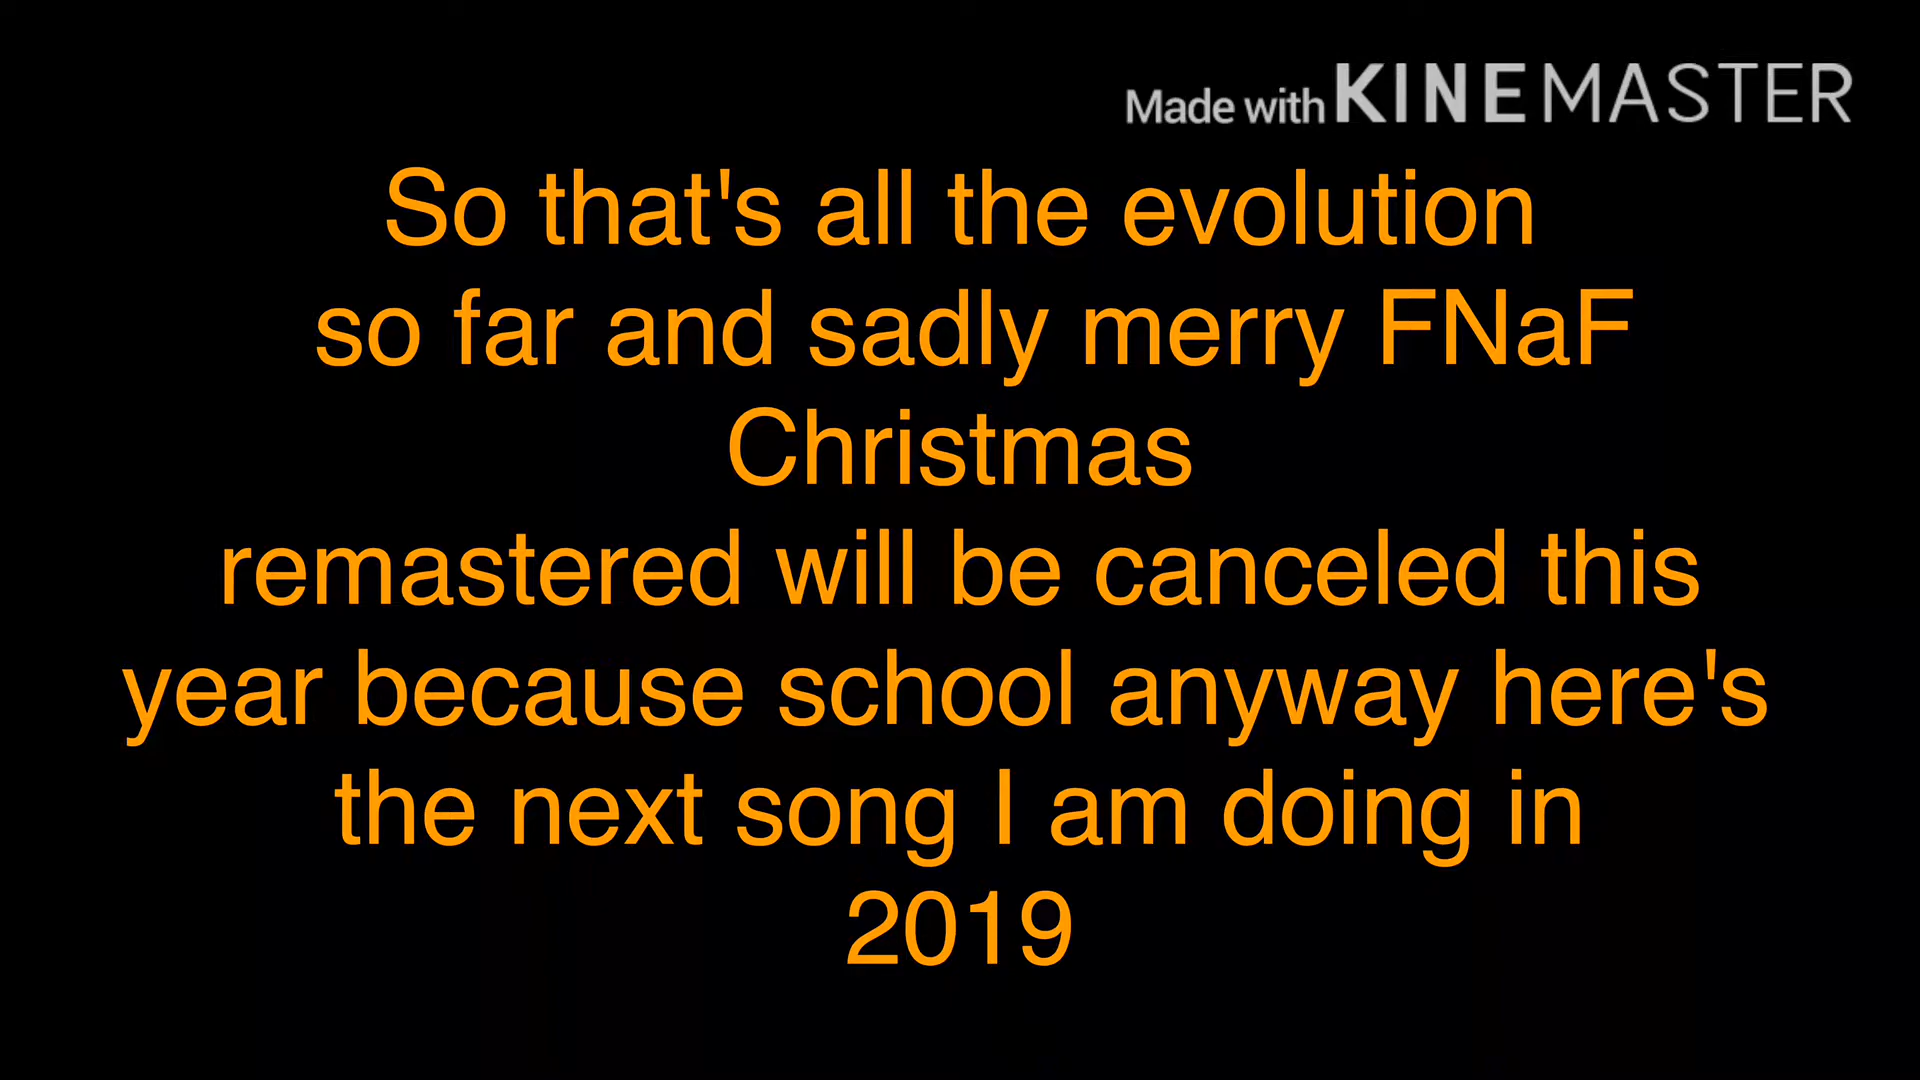 Made with KINEMASTER
So that's all the evolution
so far and sadly merry FNaF
Christmas
remastered will be canceled this
year because school anyway here's
the next song I am doing in
2019